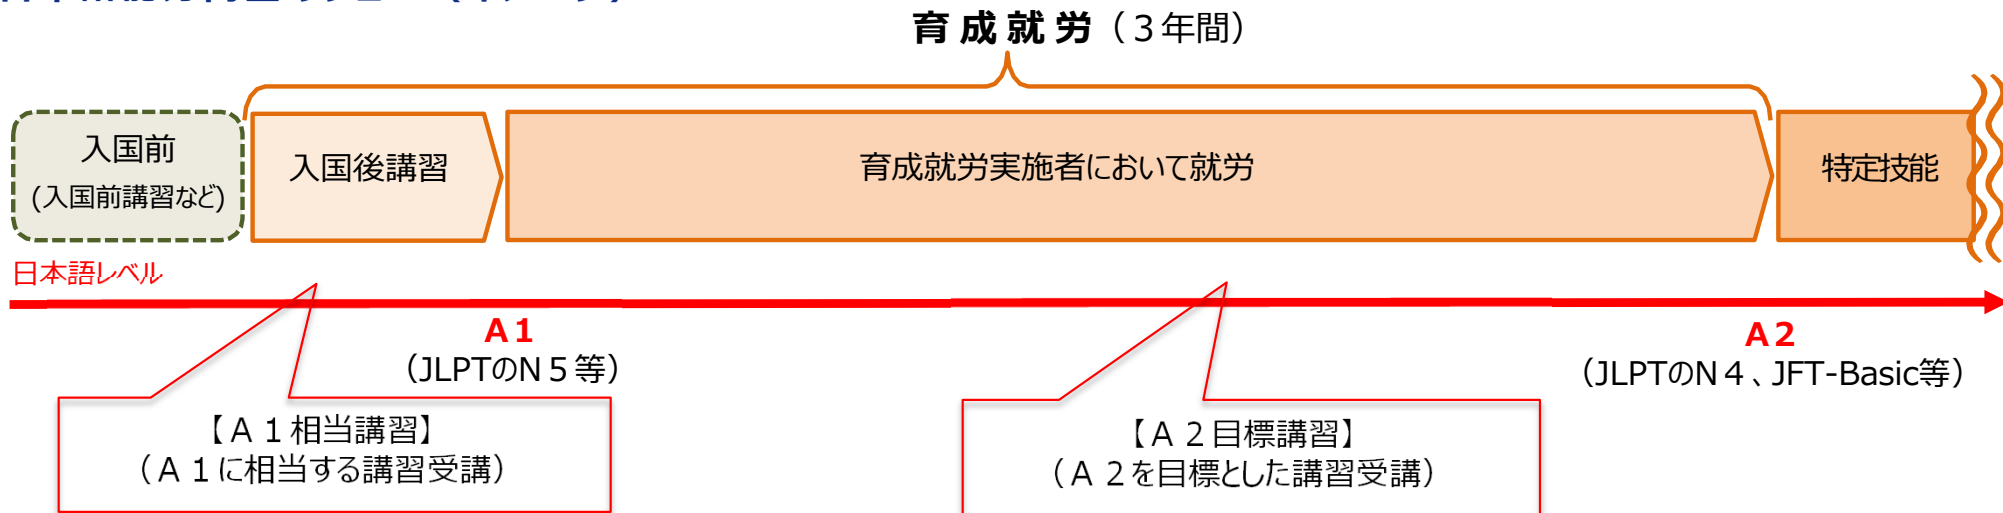 育成就労（３年間）
入国前
(入国前講習など)
入国後講習
育成就労実施者において就労
特定技能
日本語レベル
Ａ１
（JLPTのN５等）
Ａ２
（JLPTのN４、JFT-Basic等）
【Ａ１相当講習】
（Ａ１に相当する講習受講）
【Ａ２目標講習】
（Ａ２を目標とした講習受講）